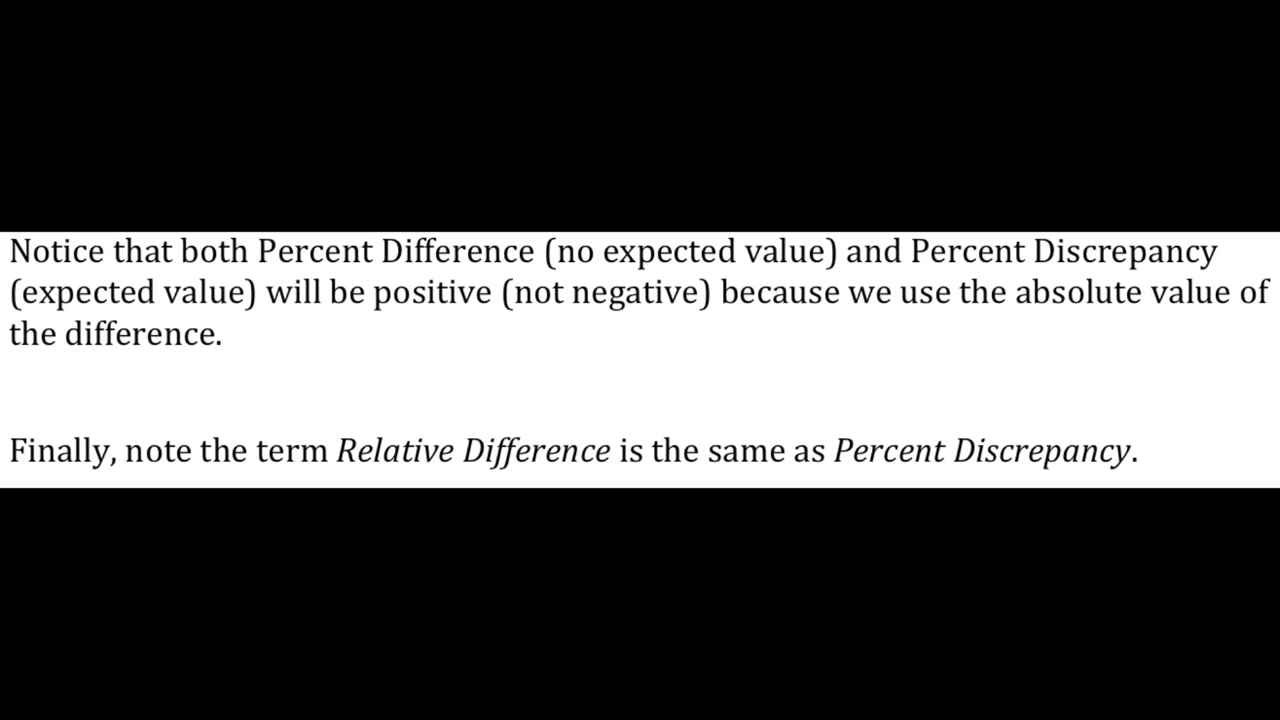 Notice that both Percent Difference (no expected value) and Percent Discrepancy
(expected value) will be positive (not negative) because we use the absolute value of
the difference.
Finally, note the term Relative Difference is the same as Percent Discrepancy.